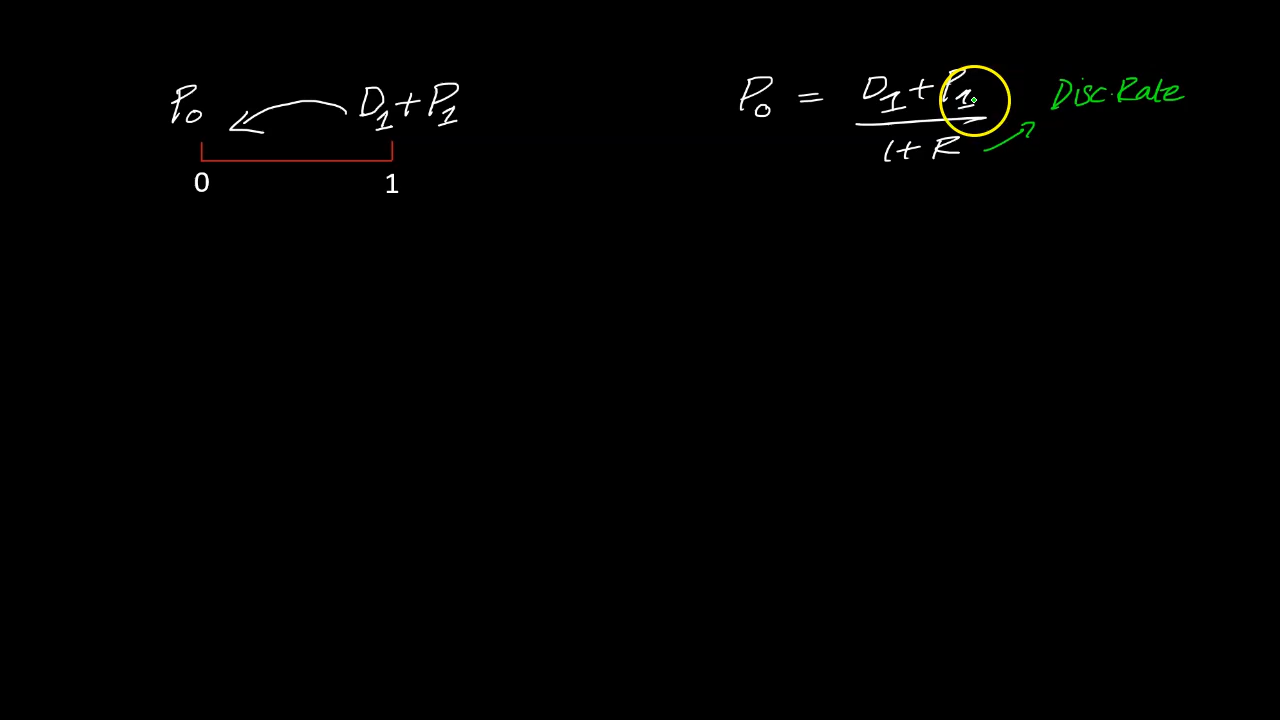 P₀ D₁ + P₁
0 1
P₀ = (D₁ + P₁) / (1 + R) Disc. Rate